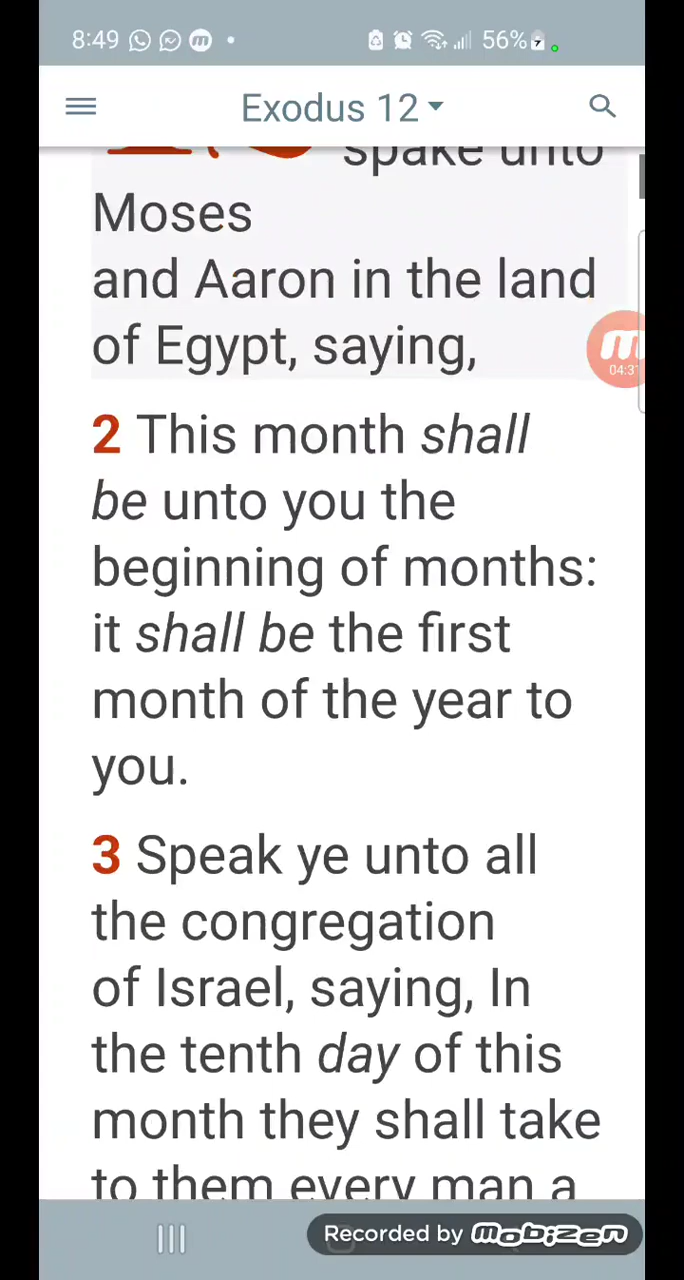 8:49 56%
Exodus 12
spake unto
Moses
and Aaron in the land
of Egypt, saying,
04:31
2 This month shall
be unto you the
beginning of months:
it shall be the first
month of the year to
you.
3 Speak ye unto all
the congregation
of Israel, saying, In
the tenth day of this
month they shall take
to them every man a
Recorded by mobizen